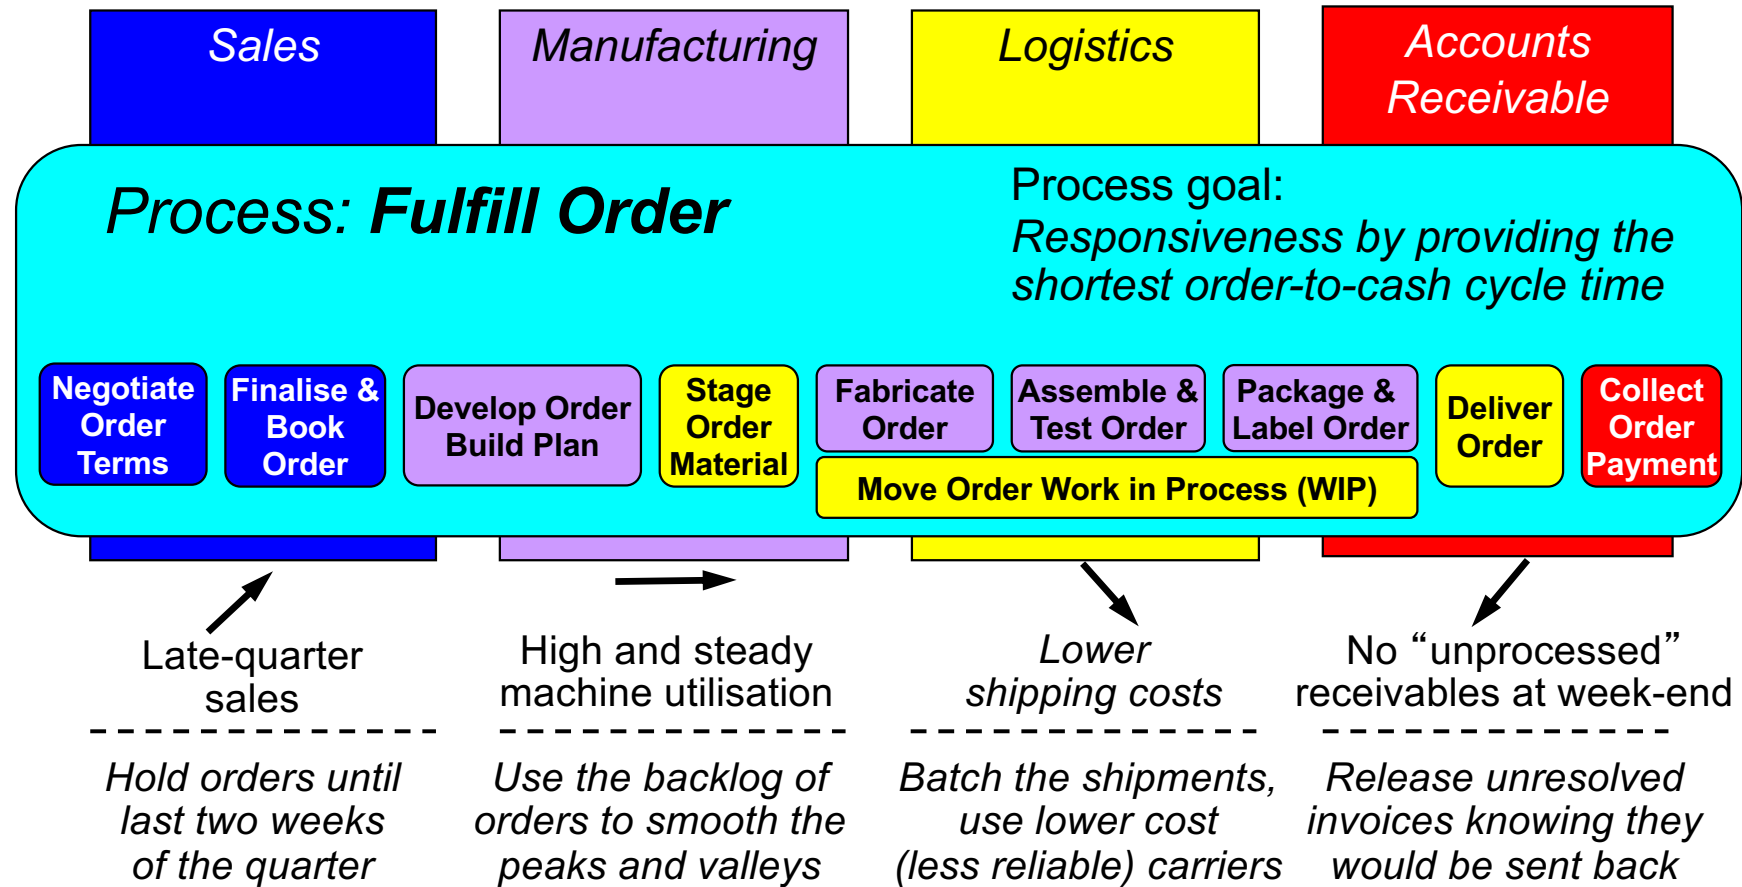 Sales
Manufacturing
Logistics
Accounts
Receivable
Process: Fulfill Order
Process goal:
Responsiveness by providing the
shortest order-to-cash cycle time
Negotiate
Order
Terms
Finalise &
Book
Order
Develop Order
Build Plan
Stage
Order
Material
Fabricate
Order
Assemble &
Test Order
Package &
Label Order
Move Order Work in Process (WIP)
Deliver
Order
Collect
Order
Payment
Late-quarter
sales
High and steady
machine utilisation
Lower
shipping costs
No “unprocessed”
receivables at week-end
Hold orders until
last two weeks
of the quarter
Use the backlog of
orders to smooth the
peaks and valleys
Batch the shipments,
use lower cost
(less reliable) carriers
Release unresolved
invoices knowing they
would be sent back